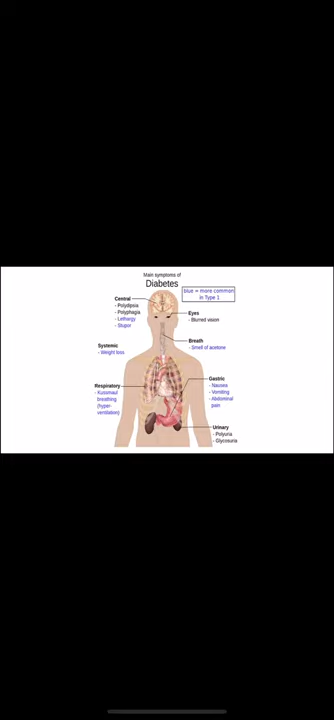 Main symptoms of
Diabetes
blue = more common
in Type 1
Central
- Polydipsia
- Polyphagia
- Lethargy
- Stupor
Eyes
- Blurred vision
Breath
- Smell of acetone
Systemic
- Weight loss
Respiratory
- Kussmaul
breathing
(hyper-
ventilation)
Gastric
- Nausea
- Vomiting
- Abdominal
pain
Urinary
- Polyuria
- Glycosuria